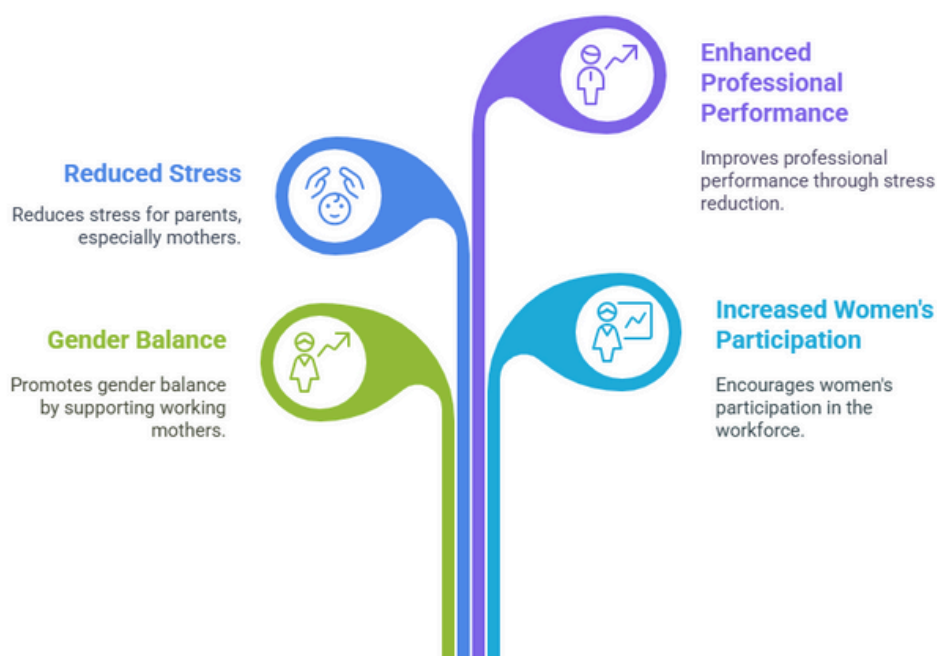 Enhanced
Professional
Performance
Improves professional
performance through stress
reduction.
Reduced Stress
Reduces stress for parents,
especially mothers.
Increased Women's
Participation
Encourages women's
participation in the
workforce.
Gender Balance
Promotes gender balance
by supporting working
mothers.